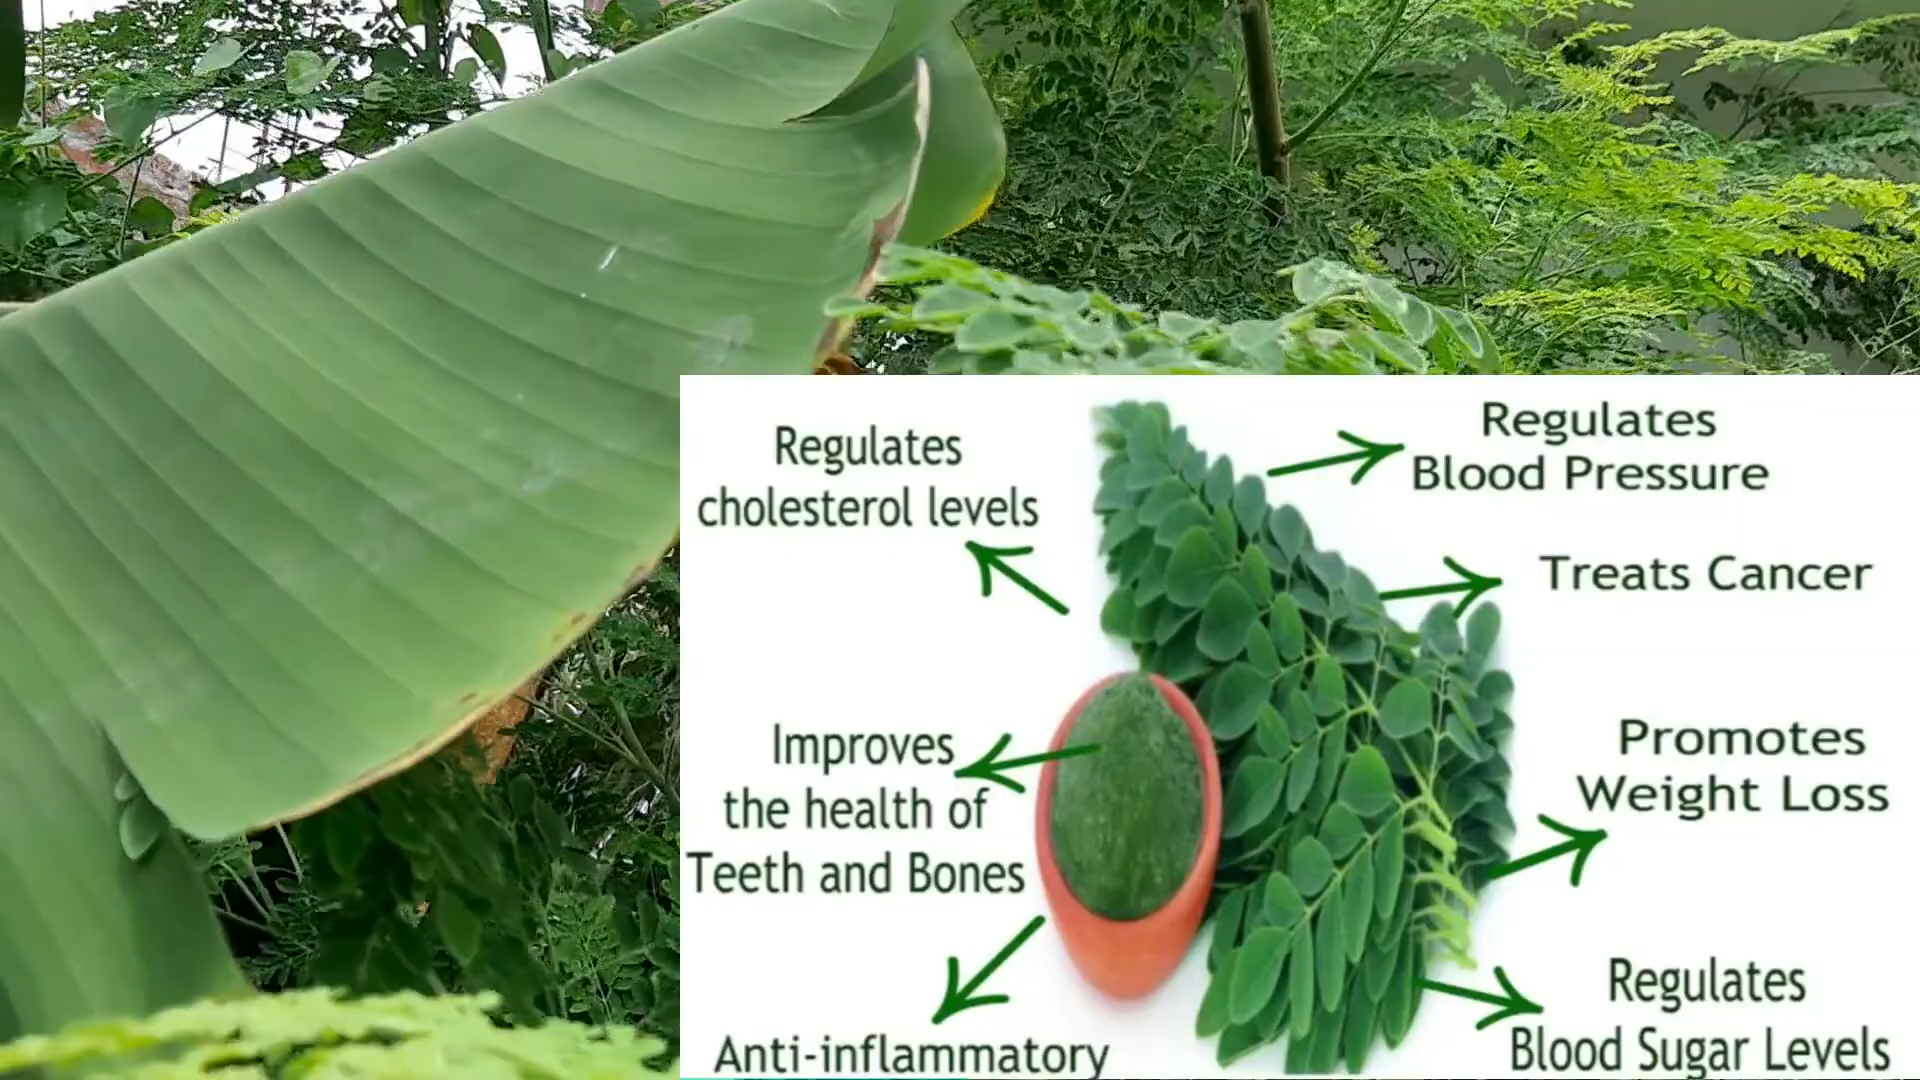 Regulates
cholesterol levels
Regulates
Blood Pressure
Treats Cancer
Improves
the health of
Teeth and Bones
Promotes
Weight Loss
Anti-inflammatory
Regulates
Blood Sugar Levels